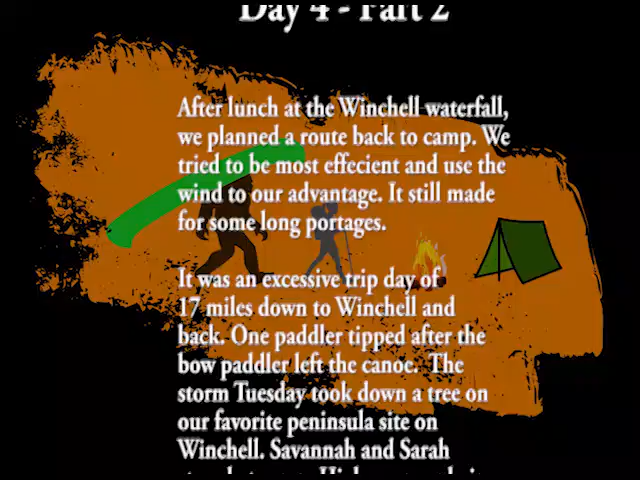 Day 4 - Part 2
After lunch at the Winchell waterfall,
we planned a route back to camp. We
tried to be most effecient and use the
wind to our advantage. It still made
for some long portages.
It was an excessive trip day of
17 miles down to Winchell and
back. One paddler tipped after the
bow paddler left the canoe. The
storm Tuesday took down a tree on
our favorite peninsula site on
Winchell. Savannah and Sarah